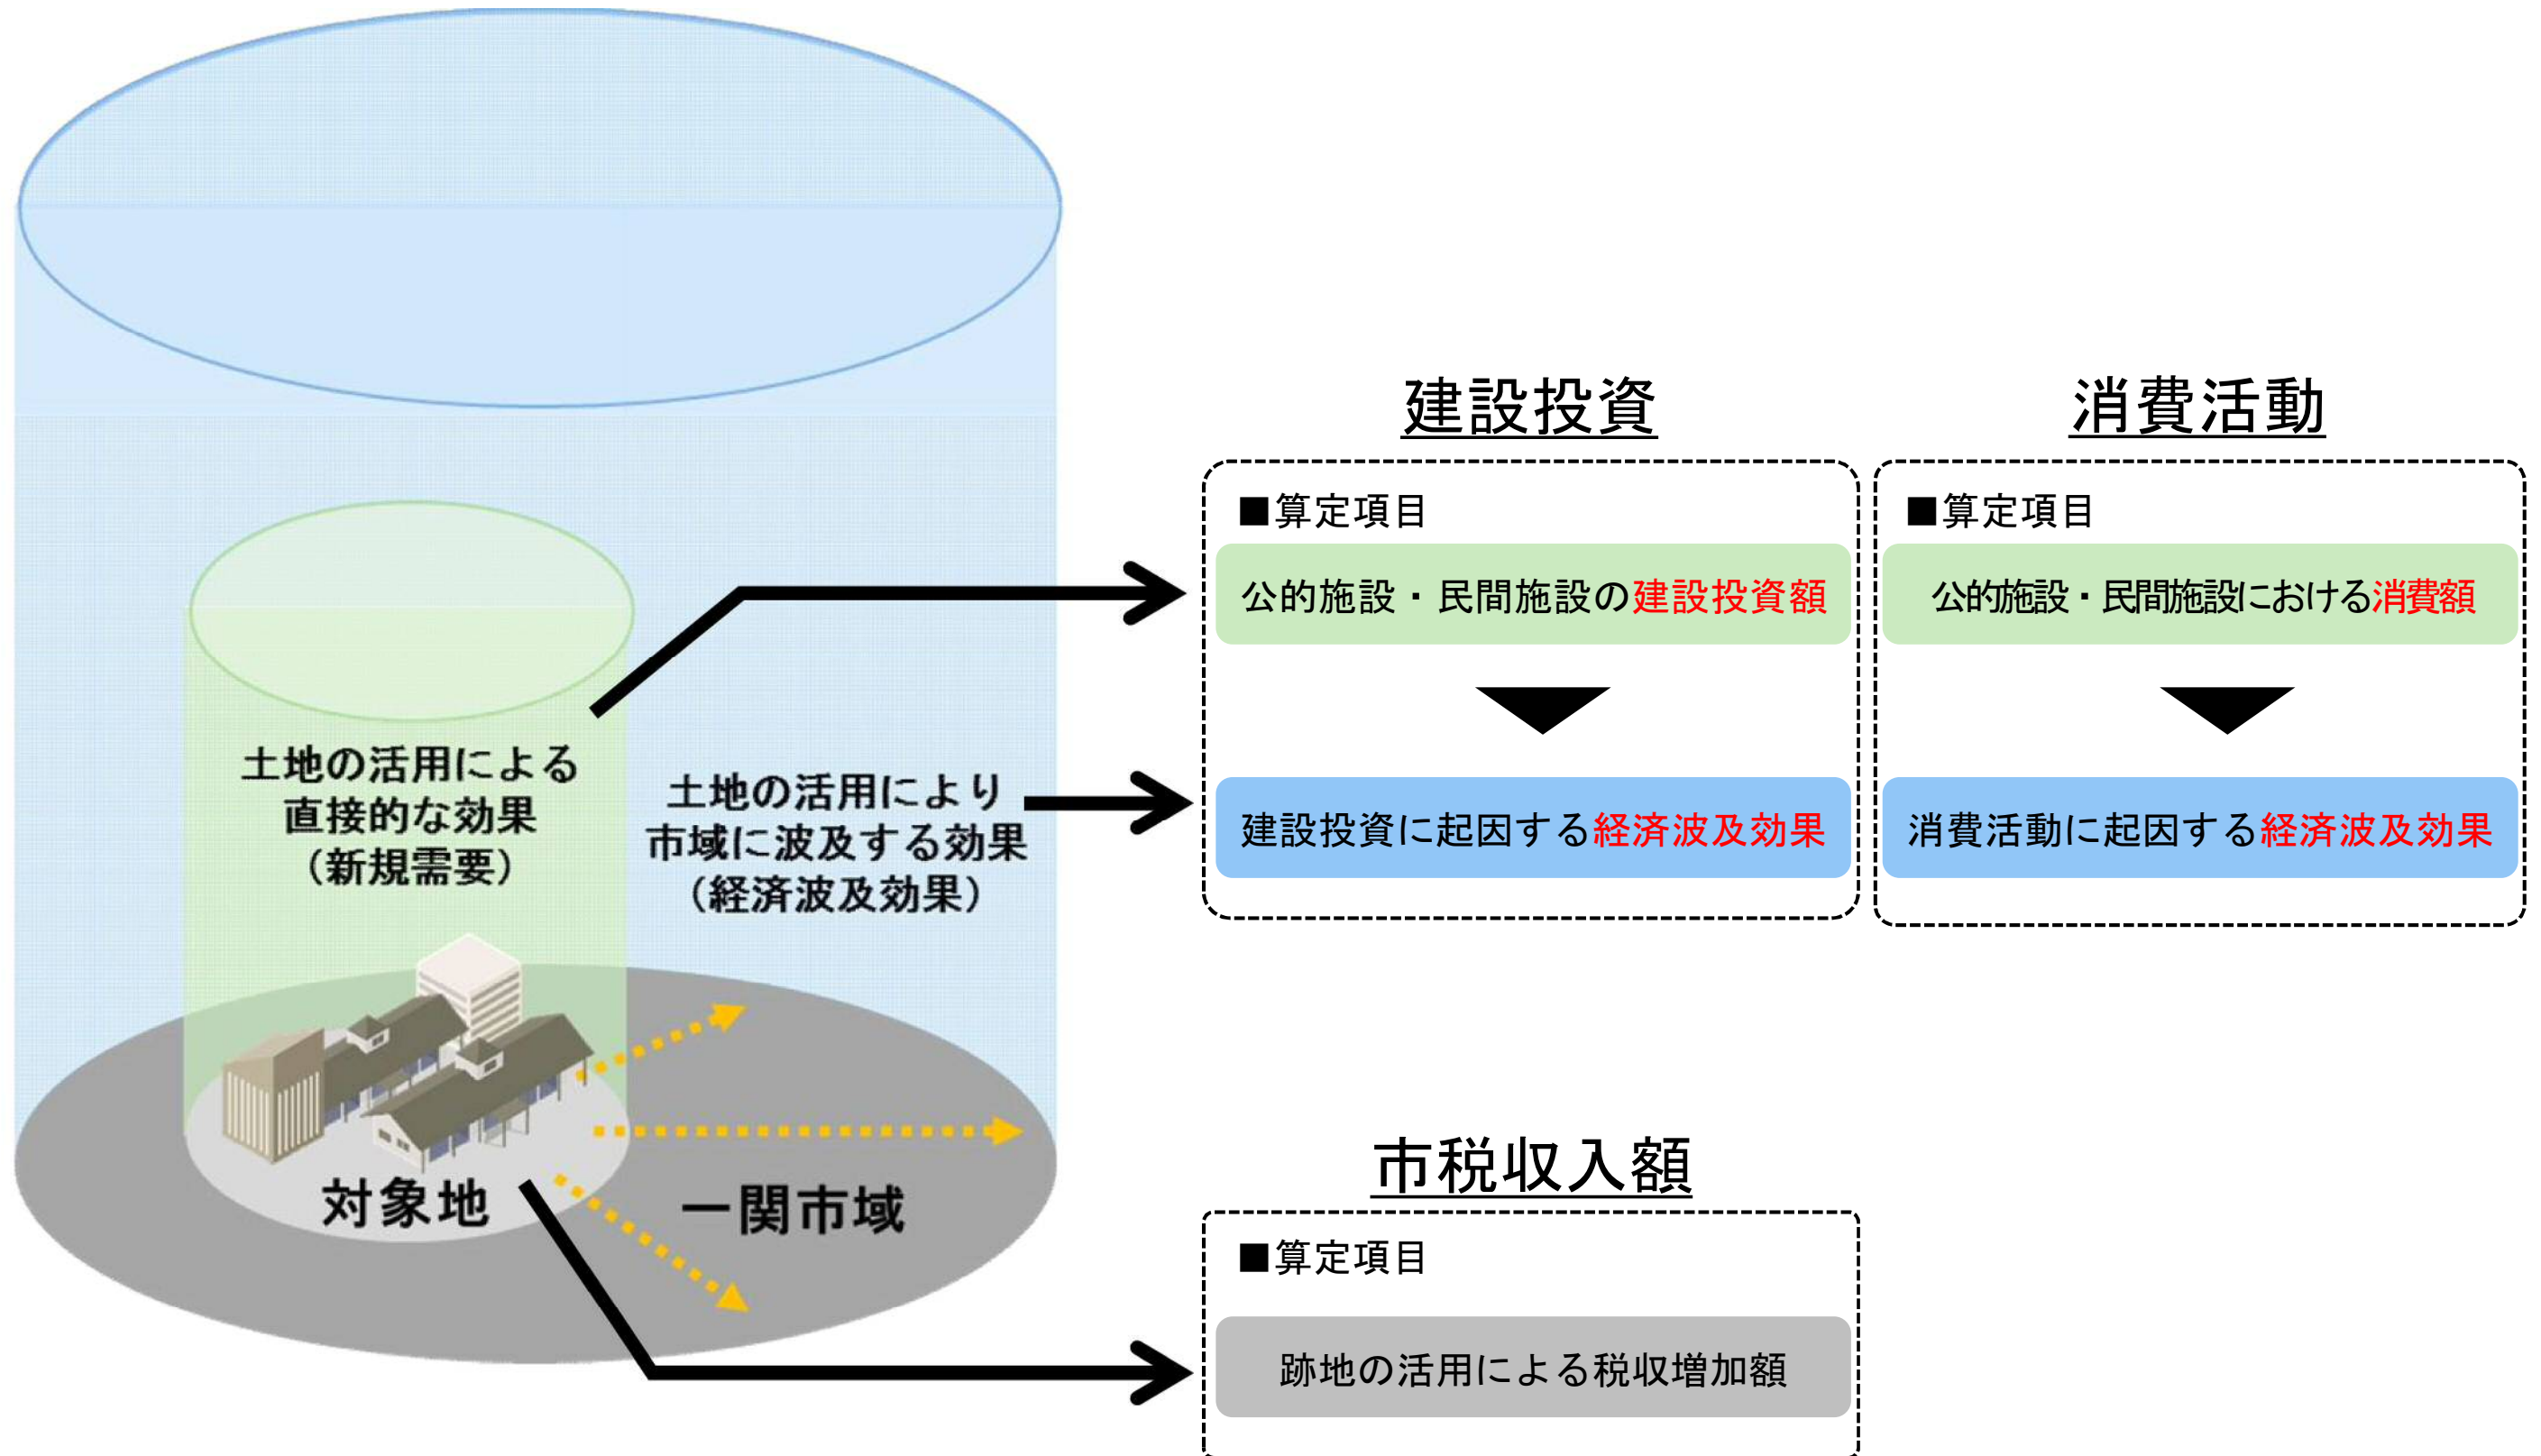 建設投資
■算定項目
公的施設・民間施設の建設投資額
建設投資に起因する経済波及効果
消費活動
■算定項目
公的施設・民間施設における消費額
消費活動に起因する経済波及効果
土地の活用による
直接的な効果
（新規需要）
土地の活用により
市域に波及する効果
（経済波及効果）
対象地
一関市域
市税収入額
■算定項目
跡地の活用による税収増加額